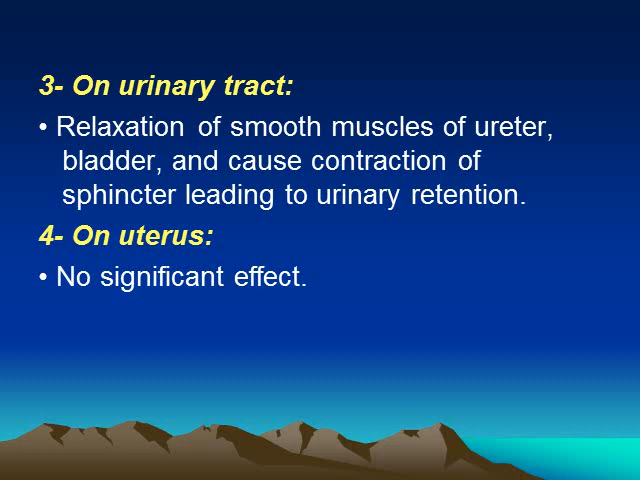 3- On urinary tract:
• Relaxation of smooth muscles of ureter,
bladder, and cause contraction of
sphincter leading to urinary retention.
4- On uterus:
• No significant effect.